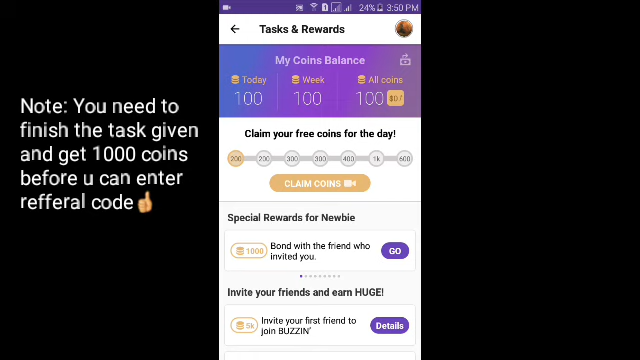 24% 3:50 PM
Tasks & Rewards
My Coins Balance
Today Week All coins
100 100 100
Note: You need to
finish the task given
and get 1000 coins
before u can enter
refferal code
Claim your free coins for the day!
200 200 300 300 400 1k 600
CLAIM COINS
Special Rewards for Newbie
1000 Bond with the friend who
invited you.
GO
Invite your friends and earn HUGE!
5k Invite your first friend to
join BUZZIN'
Details